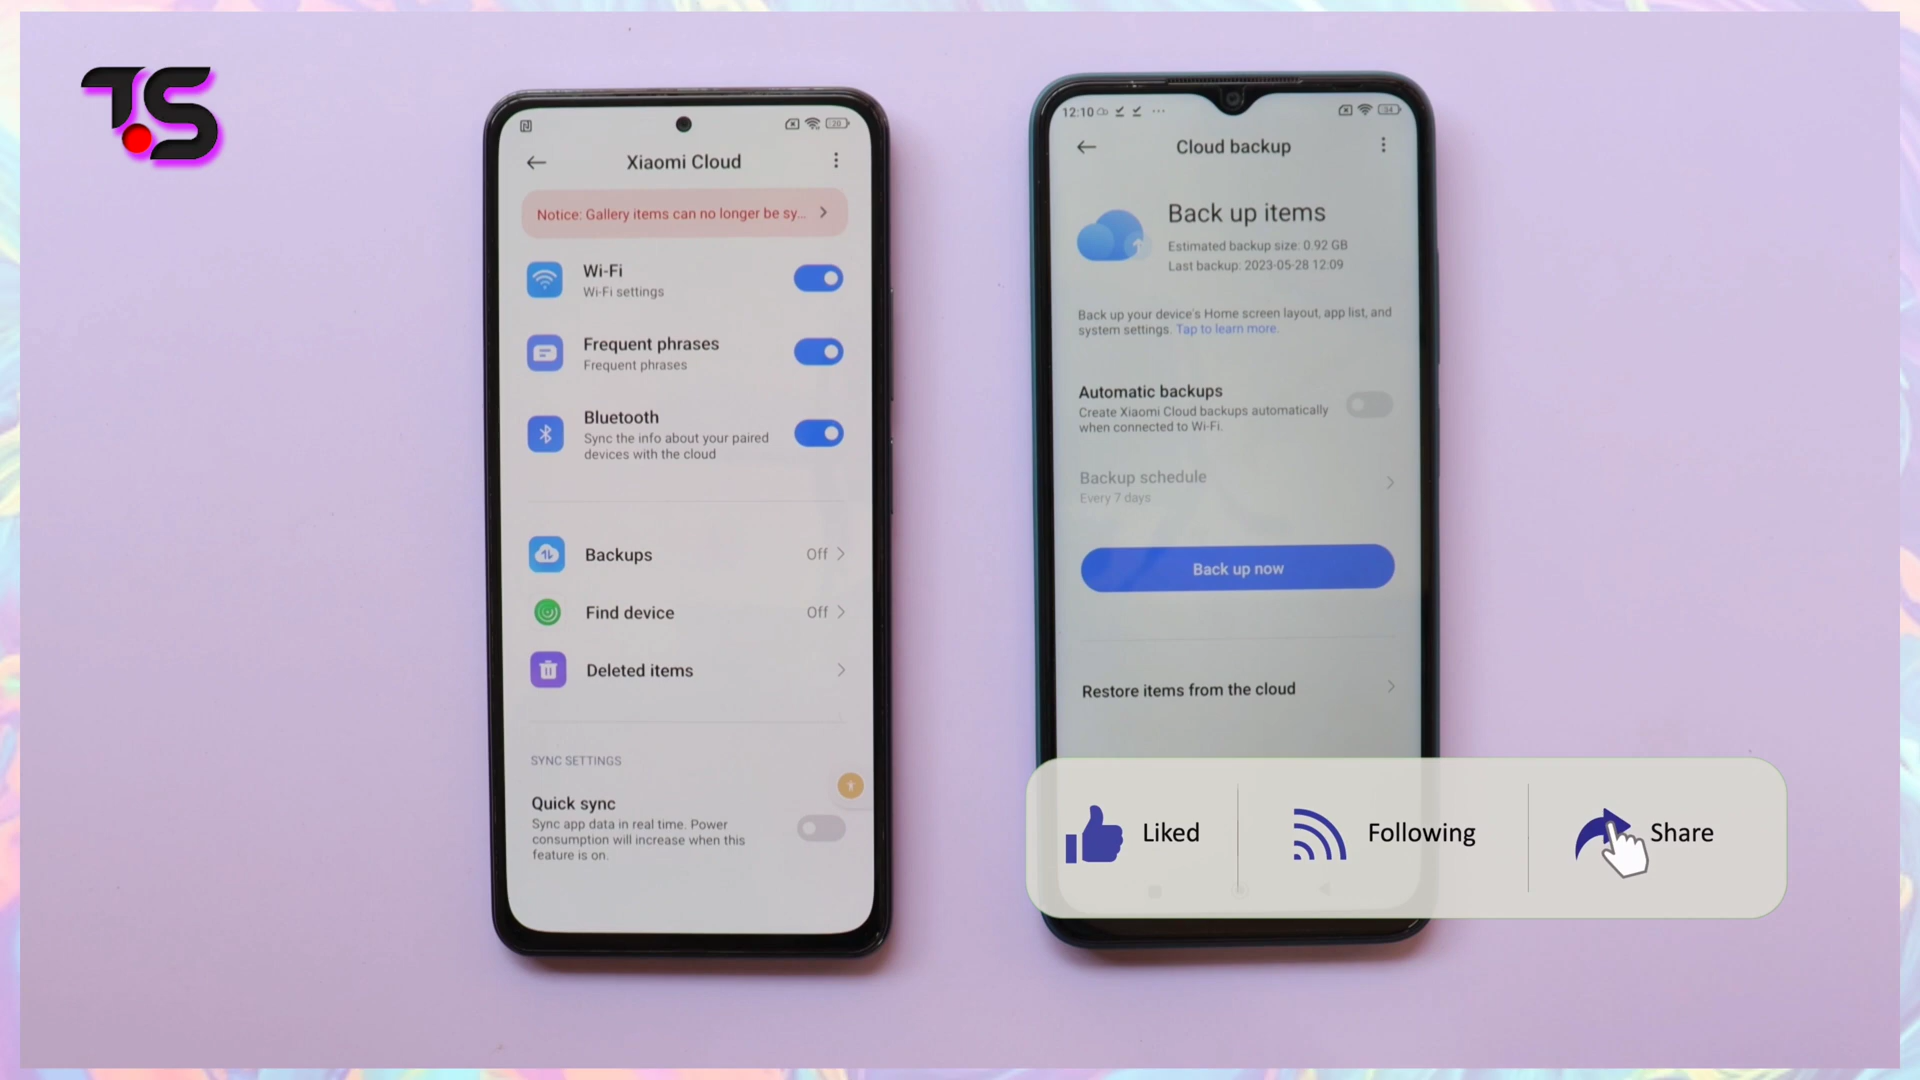 TS
Xiaomi Cloud
Notice: Gallery items can no longer be sy...
Wi-Fi
Wi-Fi settings
Frequent phrases
Frequent phrases
Bluetooth
Sync the info about your paired
devices with the cloud
Backups
Off
Find device
Off
Deleted items
SYNC SETTINGS
Quick sync
Sync app data in real time. Power
consumption will increase when this
feature is on.
20
12:10
34
Cloud backup
Back up items
Estimated backup size: 0.92 GB
Last backup: 2023-05-28 12:09
Back up your device's Home screen layout, app list, and
system settings. Tap to learn more.
Automatic backups
Create Xiaomi Cloud backups automatically
when connected to Wi-Fi.
Backup schedule
Every 7 days
Back up now
Restore items from the cloud
Liked
Following
Share